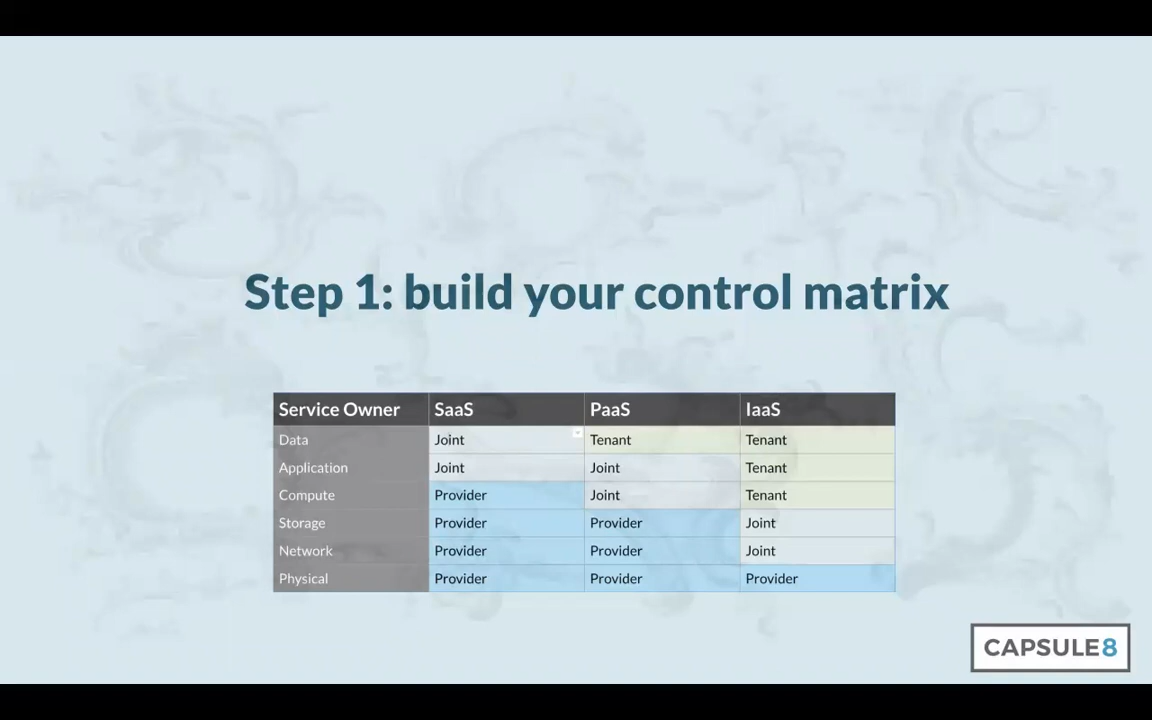 Step 1: build your control matrix
Service Owner SaaS PaaS IaaS
Data Joint Tenant Tenant
Application Joint Joint Tenant
Compute Provider Joint Tenant
Storage Provider Provider Joint
Network Provider Provider Joint
Physical Provider Provider Provider
CAPSULE8